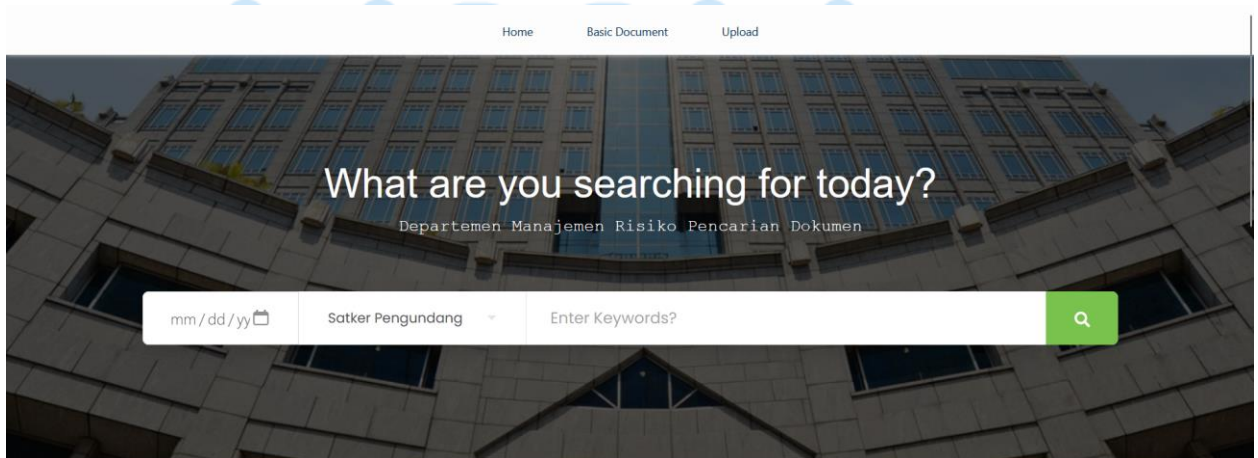 Home Basic Document Upload
What are you searching for today?
Departemen Manajemen Risiko Pencarian Dokumen
mm/dd/yy Satker Pengundang Enter Keywords?